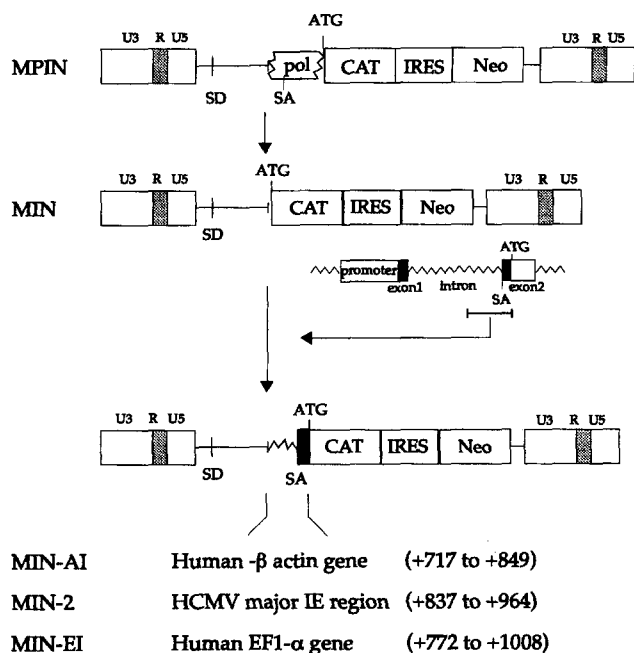 ATG
U3 R U5 U3 R U5
MPIN pol CAT IRES Neo
SD SA
ATG
U3 R U5 U3 R U5
MIN CAT IRES Neo
SD
ATG
promoter
exon1 intron exon2
SA
ATG
U3 R U5 U3 R U5
CAT IRES Neo
SD SA
MIN-AI Human -β actin gene (+717 to +849)
MIN-2 HCMV major IE region (+837 to +964)
MIN-EI Human EF1-α gene (+772 to +1008)